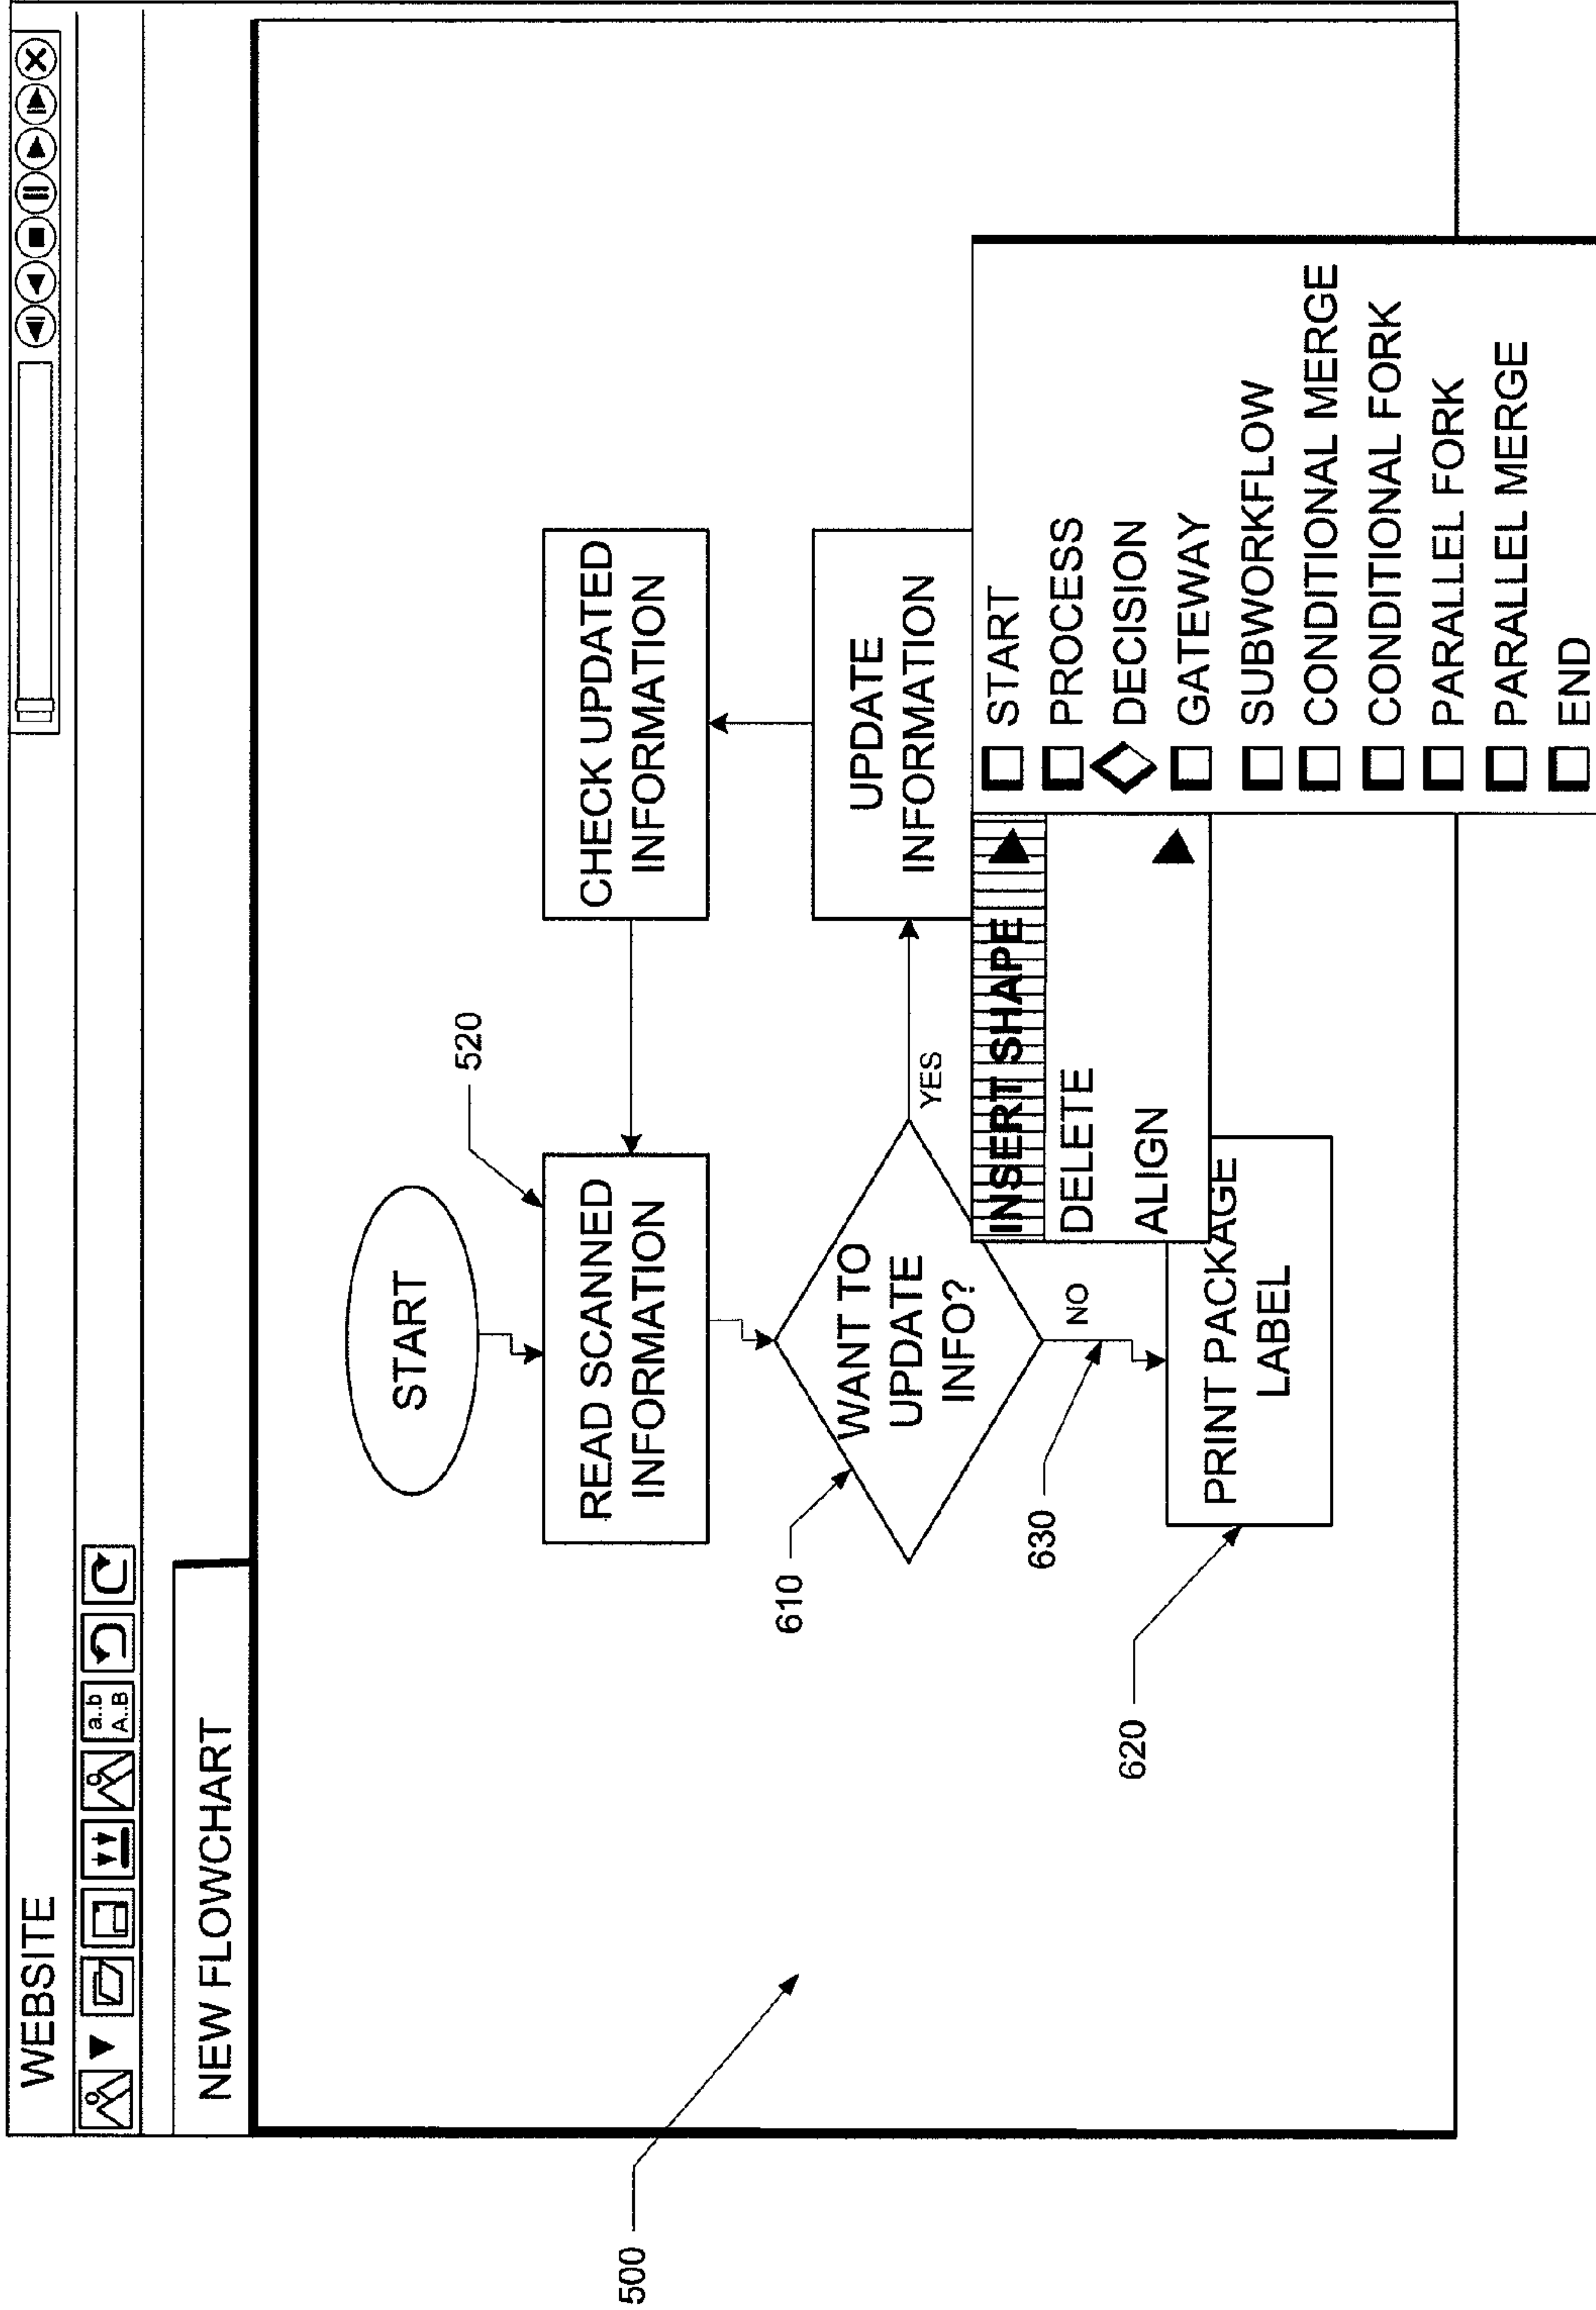 WEBSITE
a..b
A..B
NEW FLOWCHART
START
520
READ SCANNED
INFORMATION
CHECK UPDATED
INFORMATION
500
610
WANT TO
UPDATE
INFO?
YES
UPDATE
INFORMATION
630
NO
620
PRINT PACKAGE
LABEL
INSERT SHAPE
DELETE
ALIGN
START
PROCESS
DECISION
GATEWAY
SUBWORKFLOW
CONDITIONAL MERGE
CONDITIONAL FORK
PARALLEL FORK
PARALLEL MERGE
END